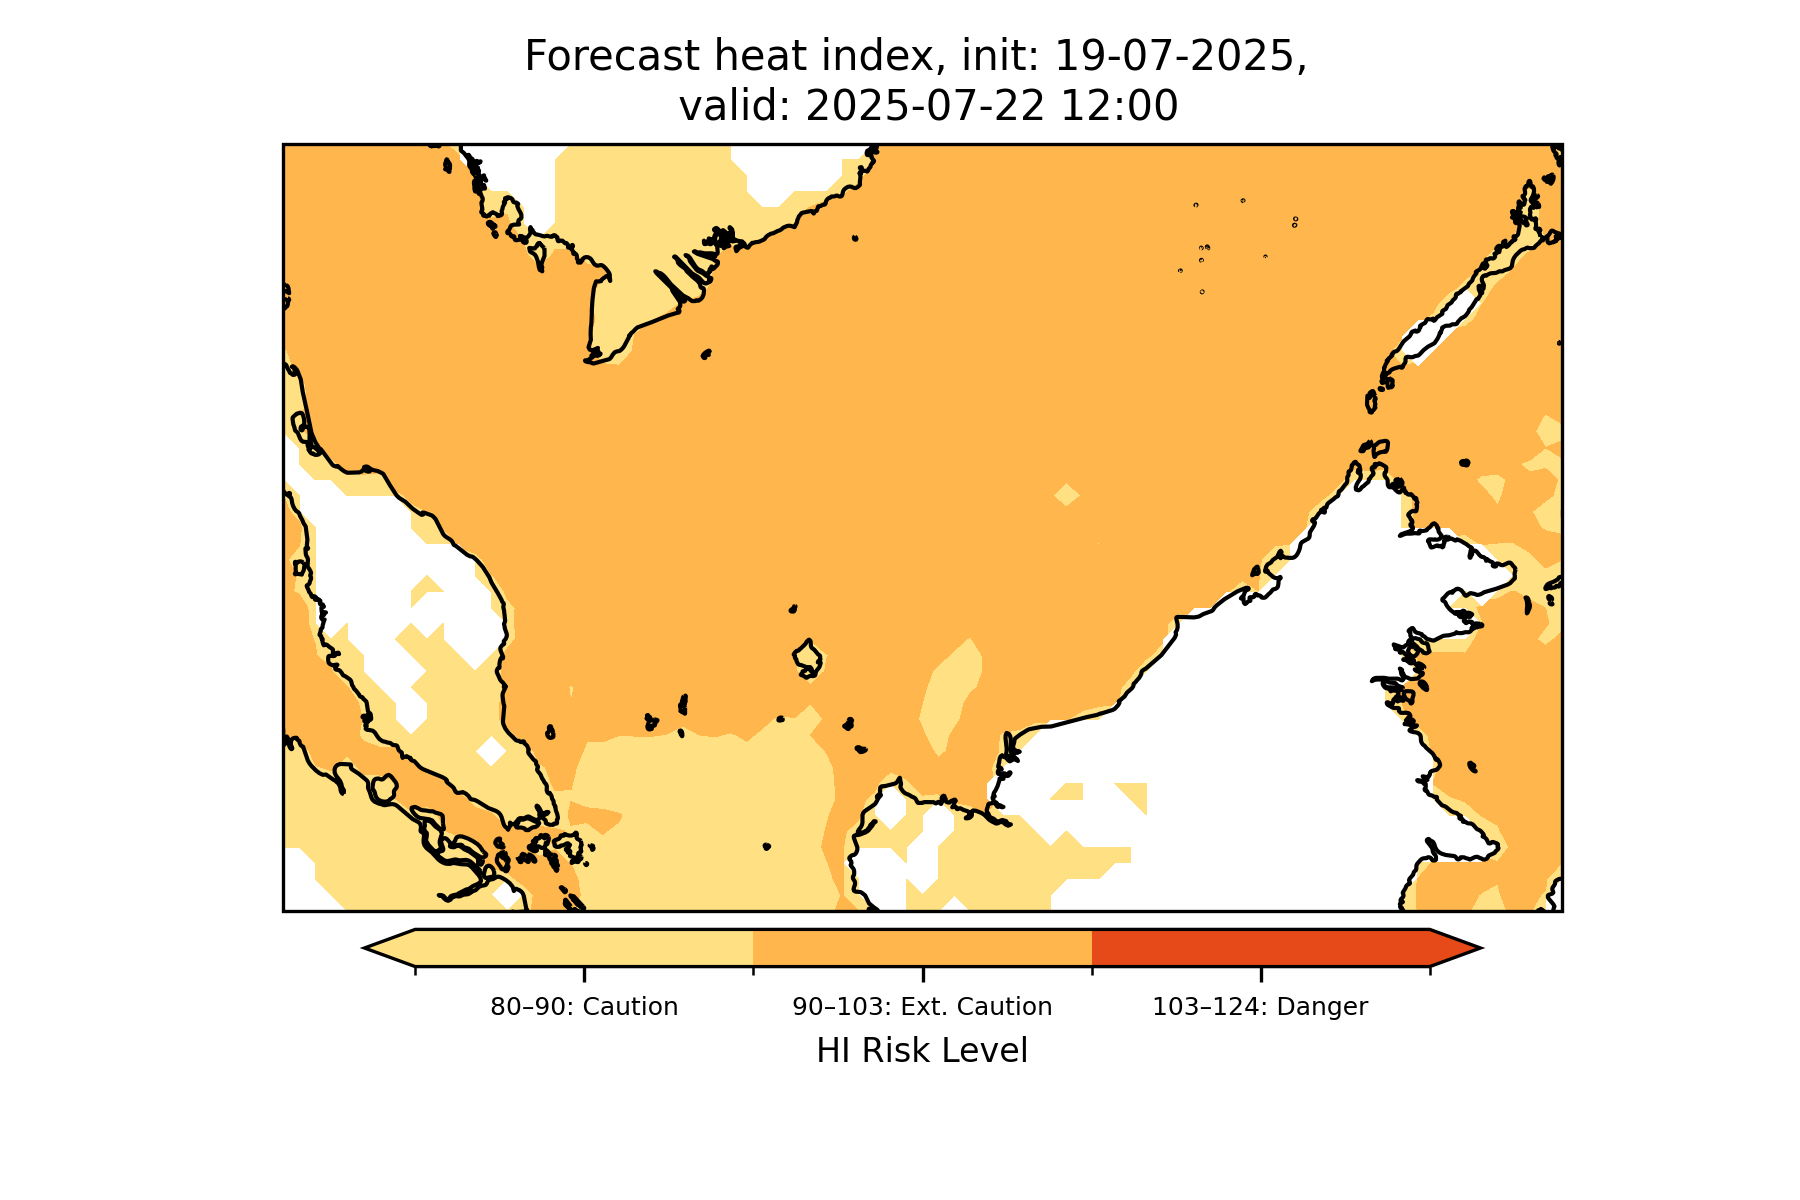 Forecast heat index, init: 19-07-2025,
valid: 2025-07-22 12:00
80–90: Caution
90–103: Ext. Caution
103–124: Danger
HI Risk Level